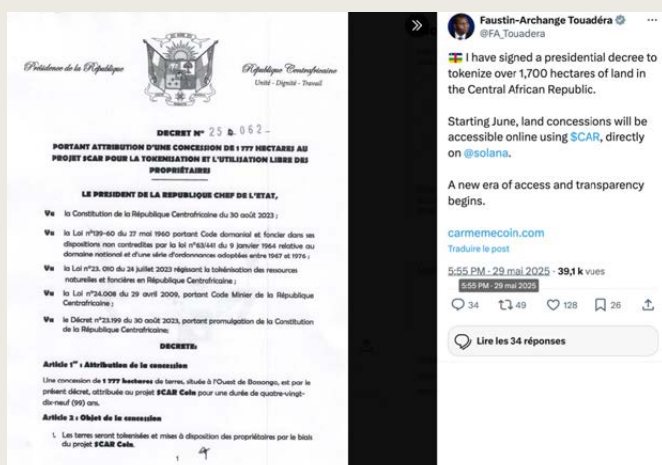 Présidence de la République
République Centrafricaine
Unité - Dignité - Travail
DECRET N° 25 . 062 -
PORTANT ATTRIBUTION D'UNE CONCESSION DE 1 777 HECTARES AU
PROJET $CAR POUR LA TOKENISATION ET L'UTILISATION LIBRE DES
PROPRIÉTAIRES
LE PRESIDENT DE LA REPUBLIQUE CHEF DE L'ETAT,
Vu la Constitution de la République Centrafricaine du 30 août 2023 ;
Vu la Loi n°139-60 du 27 mai 1960 portant Code domanial et foncier dans ses
dispositions non contredites par la loi n°63/441 du 9 janvier 1964 relative au
domaine national et d'une série d'ordonnances adoptées entre 1967 et 1976 ;
Vu la Loi n°23. 010 du 24 juillet 2023 régissant la tokénisation des ressources
naturelles et foncières en République Centrafricaine ;
Vu la Loi n°24.008 du 29 avril 2009, portant Code Minier de la République
Centrafricaine ;
Vu le Décret n°23.199 du 30 août 2023, portant promulgation de la Constitution
de la République Centrafricaine;
DECRETE:
Article 1er : Attribution de la concession
Une concession de 1 777 hectares de terres, située à l'Ouest de Bossongo, est par le
présent décret, attribuée au projet $CAR Coin pour une durée de quatre-vingt-
dix-neuf (99) ans.
Article 2 : Objet de la concession
1. Les terres seront tokenisées et mises à disposition des propriétaires par le biais
du projet $CAR Coin.
1
Faustin-Archange Touadéra
@FA_Touadera
I have signed a presidential decree to
tokenize over 1,700 hectares of land in
the Central African Republic.
Starting June, land concessions will be
accessible online using $CAR, directly
on @solana.
A new era of access and transparency
begins.
carmemecoin.com
Traduire le post
5:55 PM · 29 mai 2025 · 39,1 k vues
5:55 PM · 29 mai 2025
34 49 128 26
Lire les 34 réponses